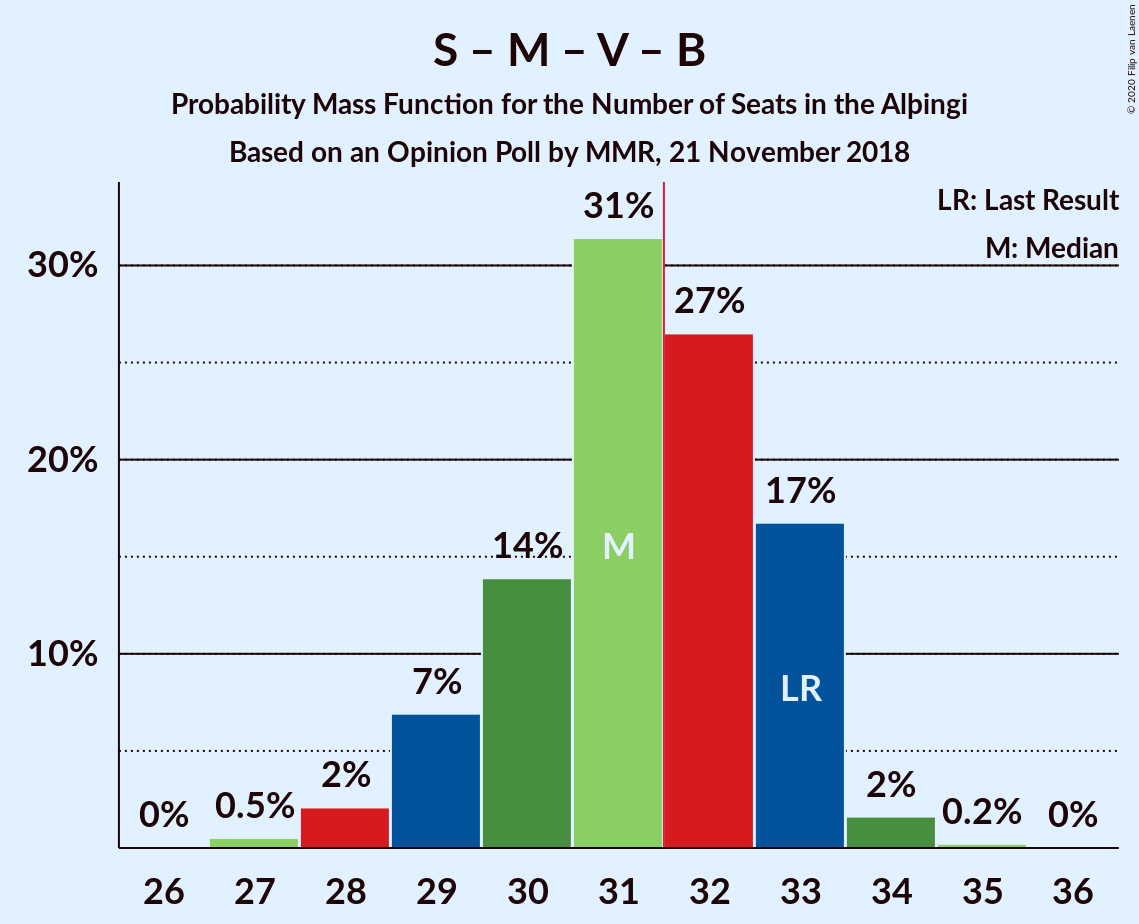 S – M – V – B
Probability Mass Function for the Number of Seats in the Alþingi
Based on an Opinion Poll by MMR, 21 November 2018
© 2020 Filip van Laenen
LR: Last Result
M: Median
30%
20%
10%
0%
0.5%
2%
7%
14%
31%
27%
17%
2%
0.2%
0%
M
LR
26 27 28 29 30 31 32 33 34 35 36